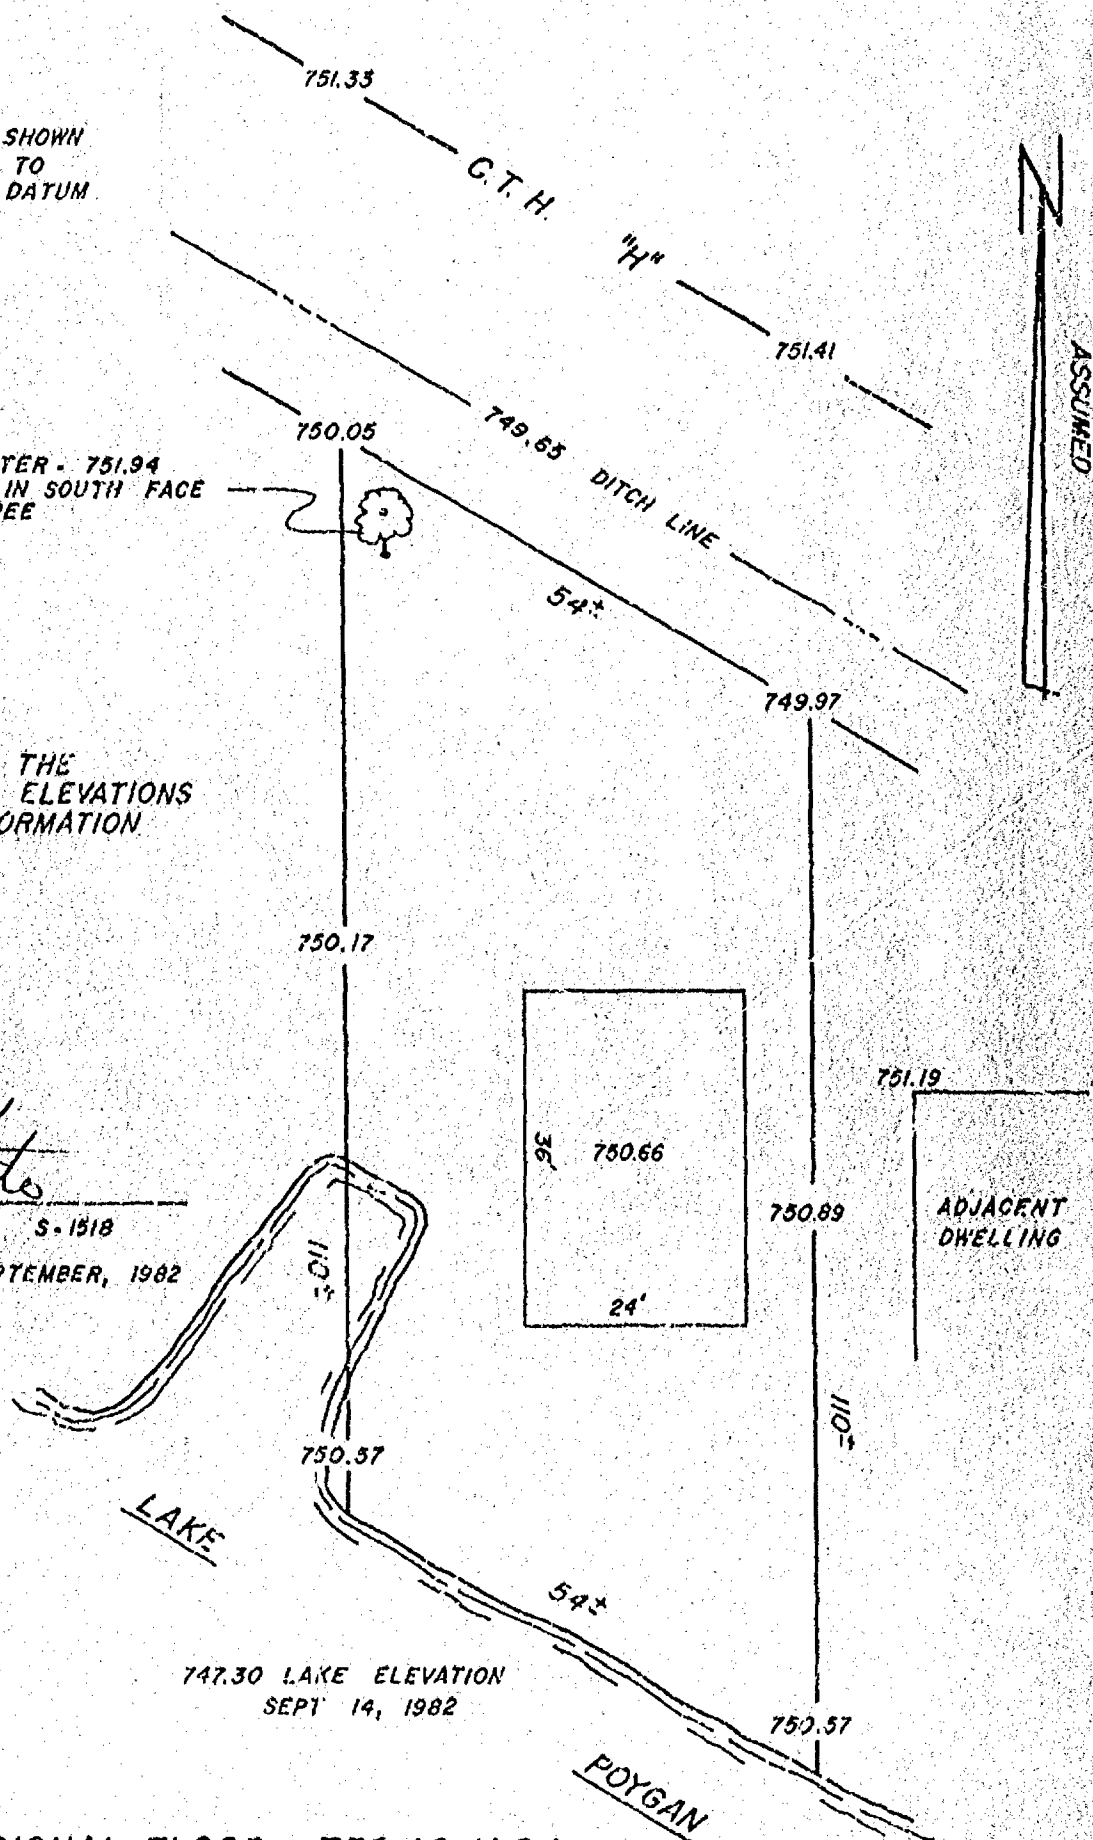 751.33
SHOWN
TO
DATUM
C.T.H. "H"
N
ASSUMED
751.41
750.05
749.65 DITCH LINE
TER - 751.94
IN SOUTH FACE
REE
54±
749.97
THE
ELEVATIONS
ORMATION
750.17
751.19
36'
750.66
750.89
ADJACENT
DWELLING
S-1518
PTEMBER, 1982
110±
24'
110±
750.57
LAKE
54±
747.30 LAKE ELEVATION
SEPT 14, 1982
750.57
POYGAN